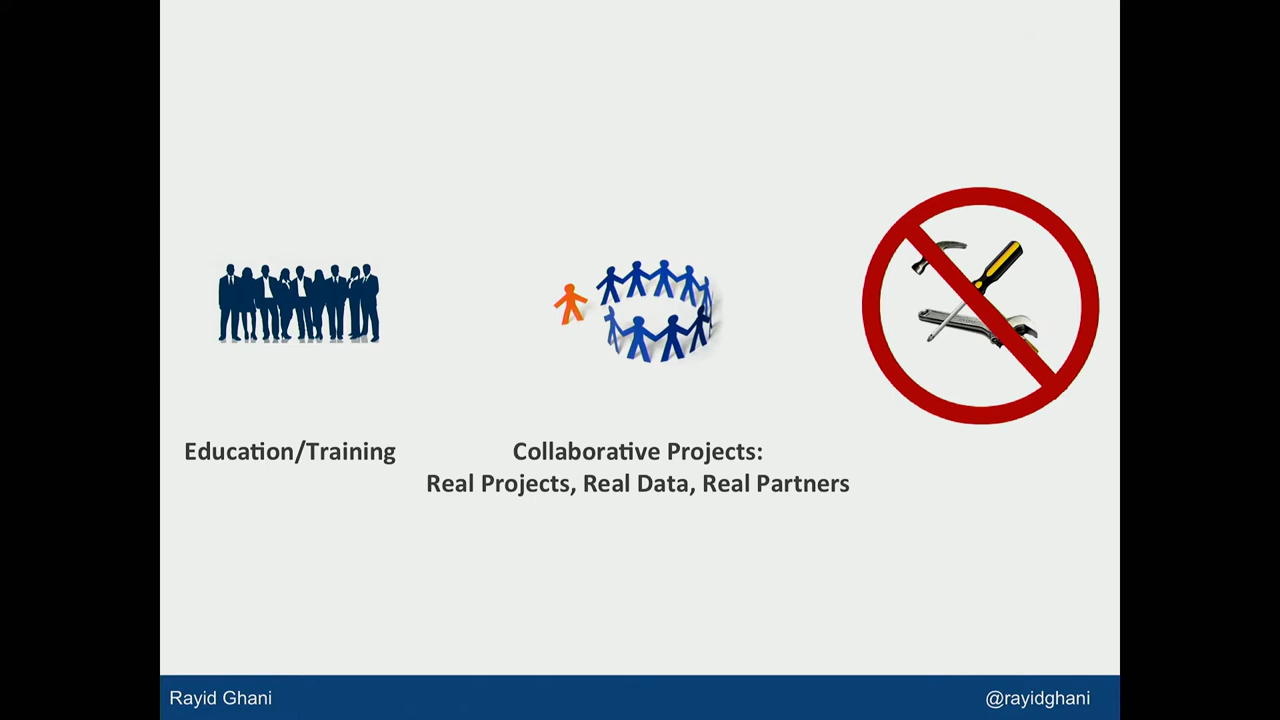 Education/Training
Collaborative Projects:
Real Projects, Real Data, Real Partners
Rayid Ghani
@rayidghani